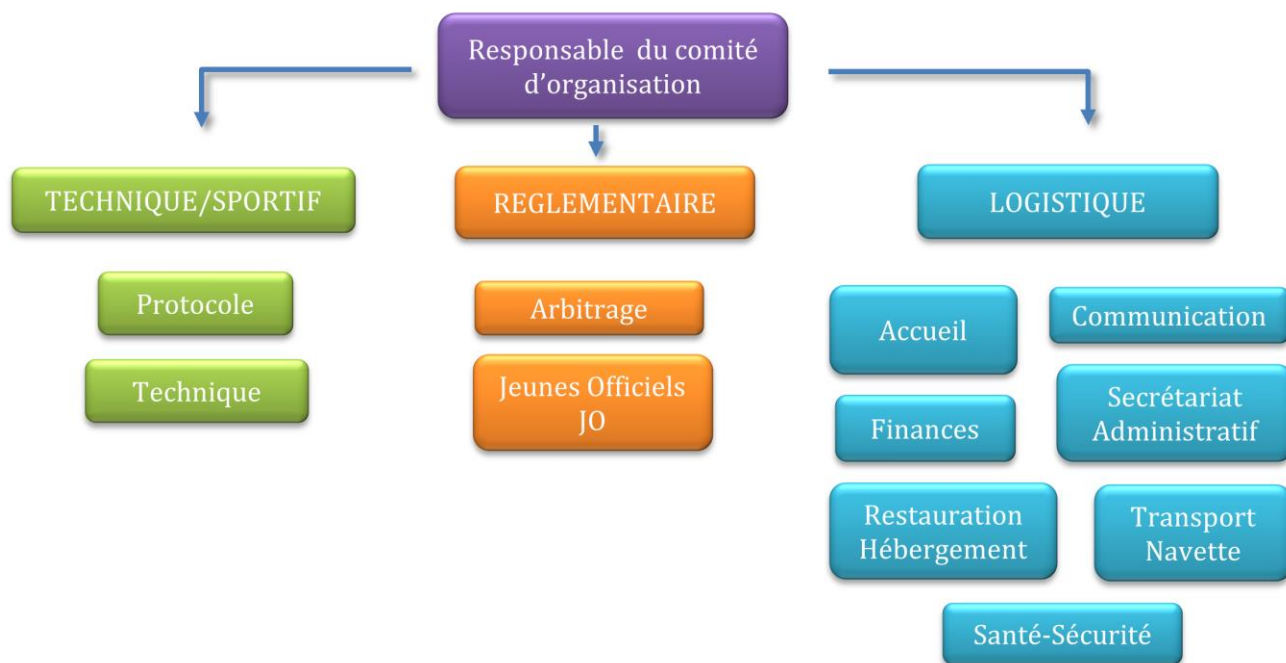 Responsable du comité
d’organisation
TECHNIQUE/SPORTIF
REGLEMENTAIRE
LOGISTIQUE
Protocole
Technique
Arbitrage
Jeunes Officiels
JO
Accueil
Communication
Finances
Secrétariat
Administratif
Restauration
Hébergement
Transport
Navette
Santé-Sécurité